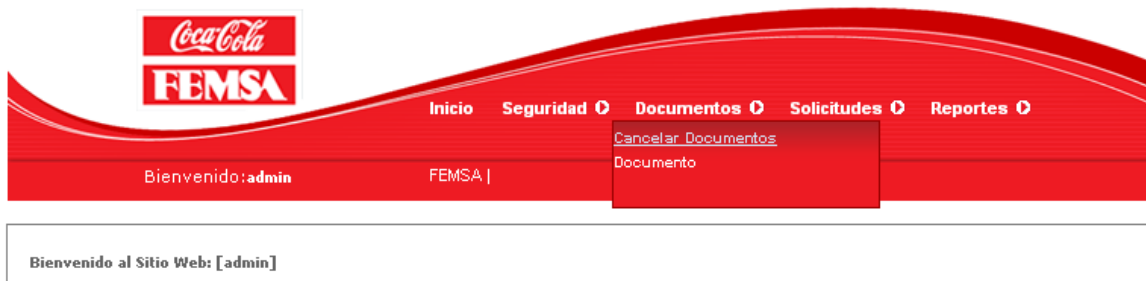 Coca-Cola
FEMSA
Inicio Seguridad Documentos Solicitudes Reportes
Cancelar Documentos
Documento
Bienvenido:admin FEMSA |
Bienvenido al Sitio Web: [admin]